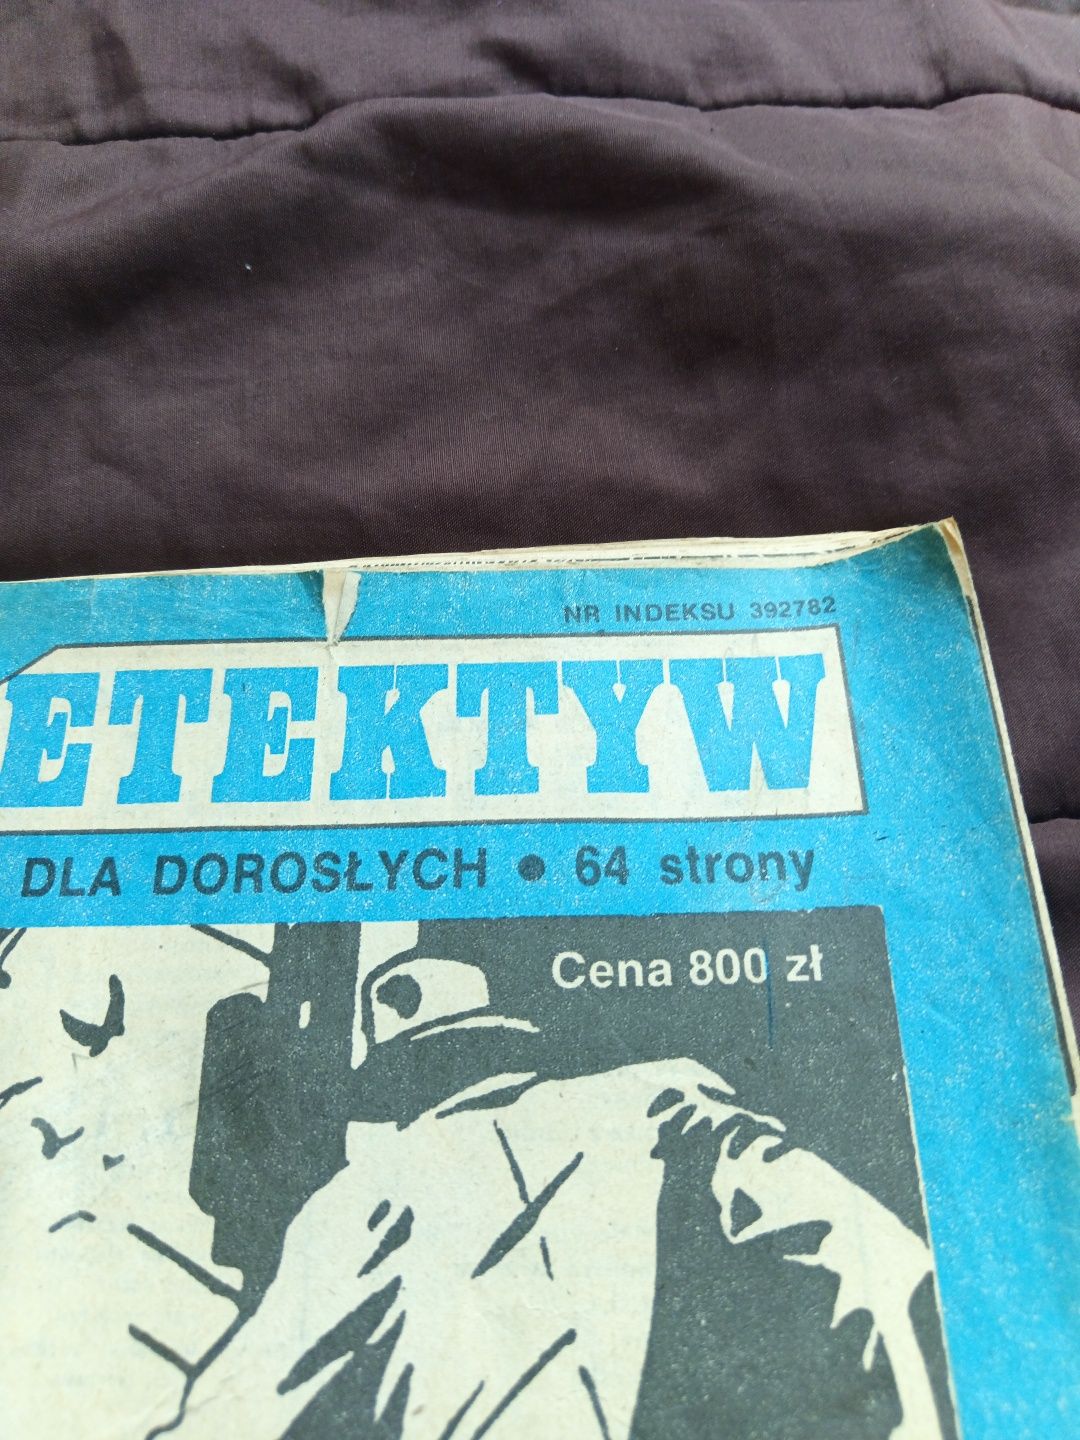 NR INDEKSU 392782
ETEKTYW
DLA DOROSŁYCH • 64 strony
Cena 800 zł